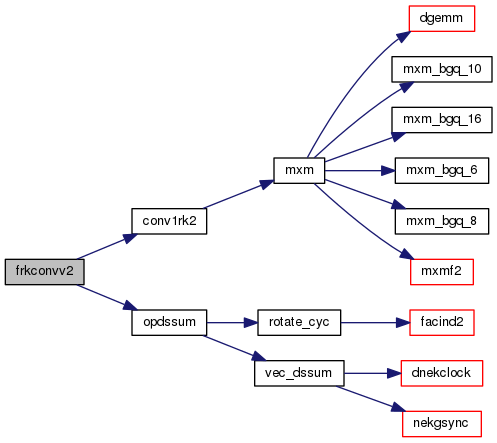 dgemm
mxm_bgq_10
mxm_bgq_16
mxm
mxm_bgq_6
conv1rk2
mxm_bgq_8
frkconvv2
mxmf2
opdssum
rotate_cyc
facind2
vec_dssum
dnekclock
nekgsync